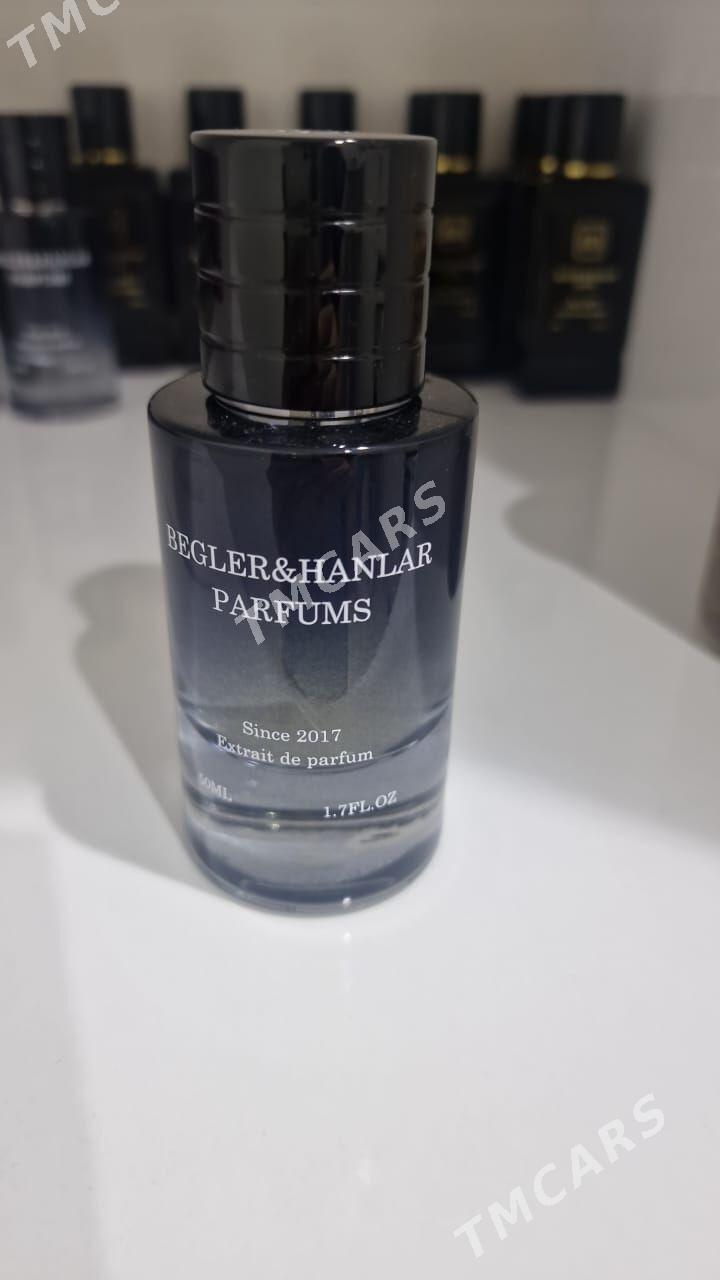 TMC
BEGLER&HANLAR
PARFUMS
TMCARS
Since 2017
Extrait de parfum
50ML
1.7FL.OZ
TMCARS